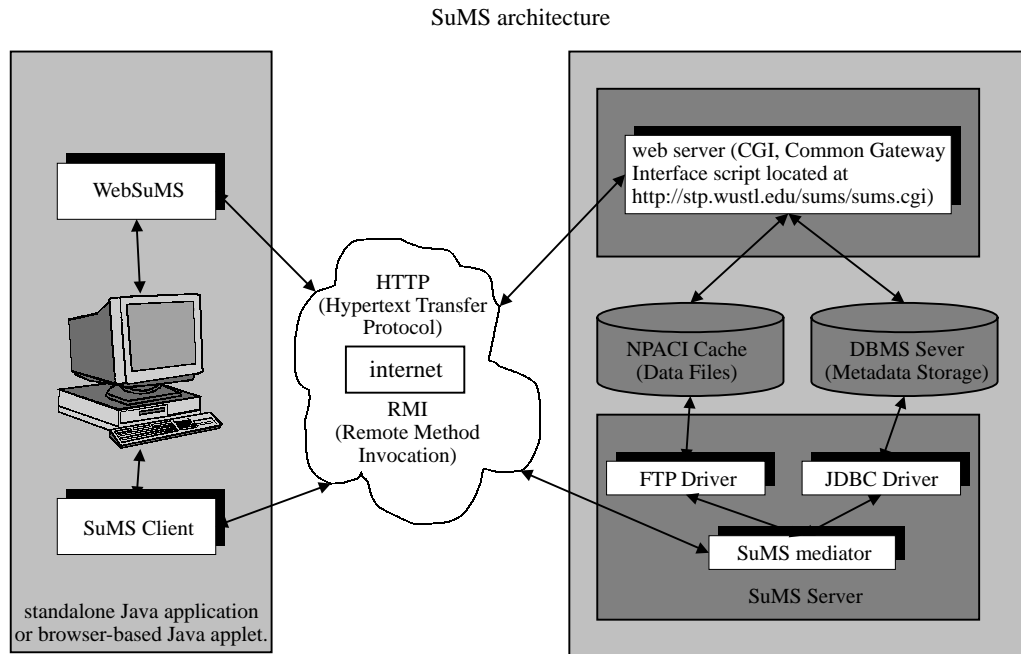 SuMS architecture
WebSuMS
SuMS Client
standalone Java application
or browser-based Java applet.
HTTP
(Hypertext Transfer
Protocol)
internet
RMI
(Remote Method
Invocation)
web server (CGI, Common Gateway
Interface script located at
http://stp.wustl.edu/sums/sums.cgi)
NPACI Cache
(Data Files)
DBMS Sever
(Metadata Storage)
FTP Driver
JDBC Driver
SuMS mediator
SuMS Server